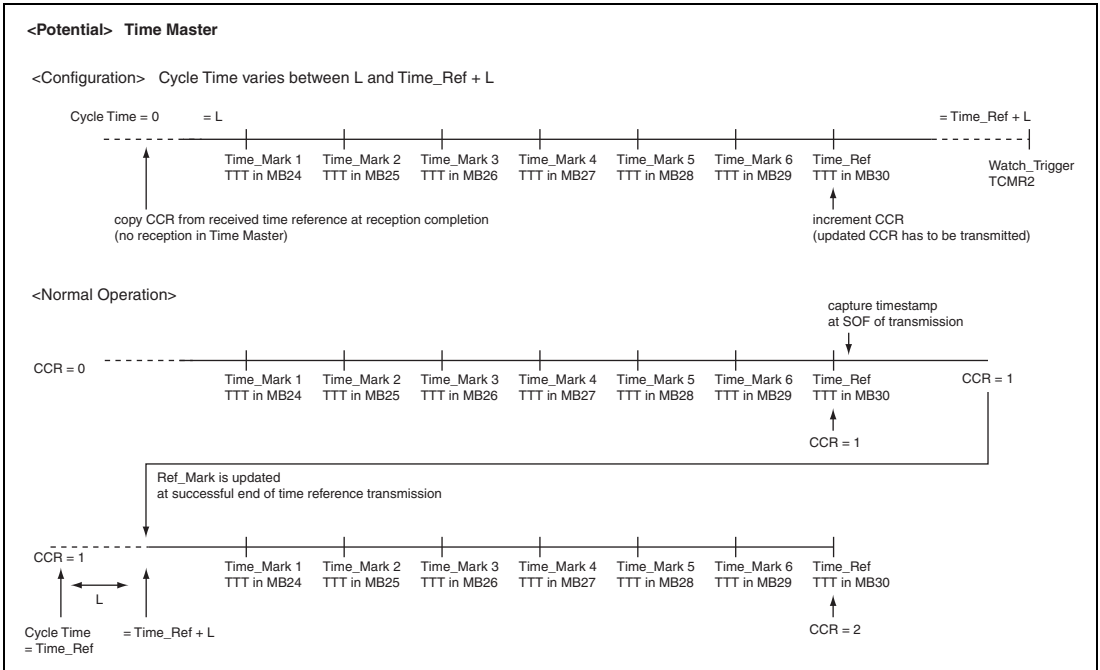 <Potential> Time Master
<Configuration> Cycle Time varies between L and Time_Ref + L
Cycle Time = 0 = L = Time_Ref + L
Time_Mark 1 Time_Mark 2 Time_Mark 3 Time_Mark 4 Time_Mark 5 Time_Mark 6 Time_Ref
TTT in MB24 TTT in MB25 TTT in MB26 TTT in MB27 TTT in MB28 TTT in MB29 TTT in MB30
Watch_Trigger
TCMR2
copy CCR from received time reference at reception completion
(no reception in Time Master)
increment CCR
(updated CCR has to be transmitted)
<Normal Operation>
capture timestamp
at SOF of transmission
CCR = 0
Time_Mark 1 Time_Mark 2 Time_Mark 3 Time_Mark 4 Time_Mark 5 Time_Mark 6 Time_Ref CCR = 1
TTT in MB24 TTT in MB25 TTT in MB26 TTT in MB27 TTT in MB28 TTT in MB29 TTT in MB30
CCR = 1
Ref_Mark is updated
at successful end of time reference transmission
CCR = 1
Time_Mark 1 Time_Mark 2 Time_Mark 3 Time_Mark 4 Time_Mark 5 Time_Mark 6 Time_Ref
TTT in MB24 TTT in MB25 TTT in MB26 TTT in MB27 TTT in MB28 TTT in MB29 TTT in MB30
L
Cycle Time = Time_Ref + L
= Time_Ref
CCR = 2